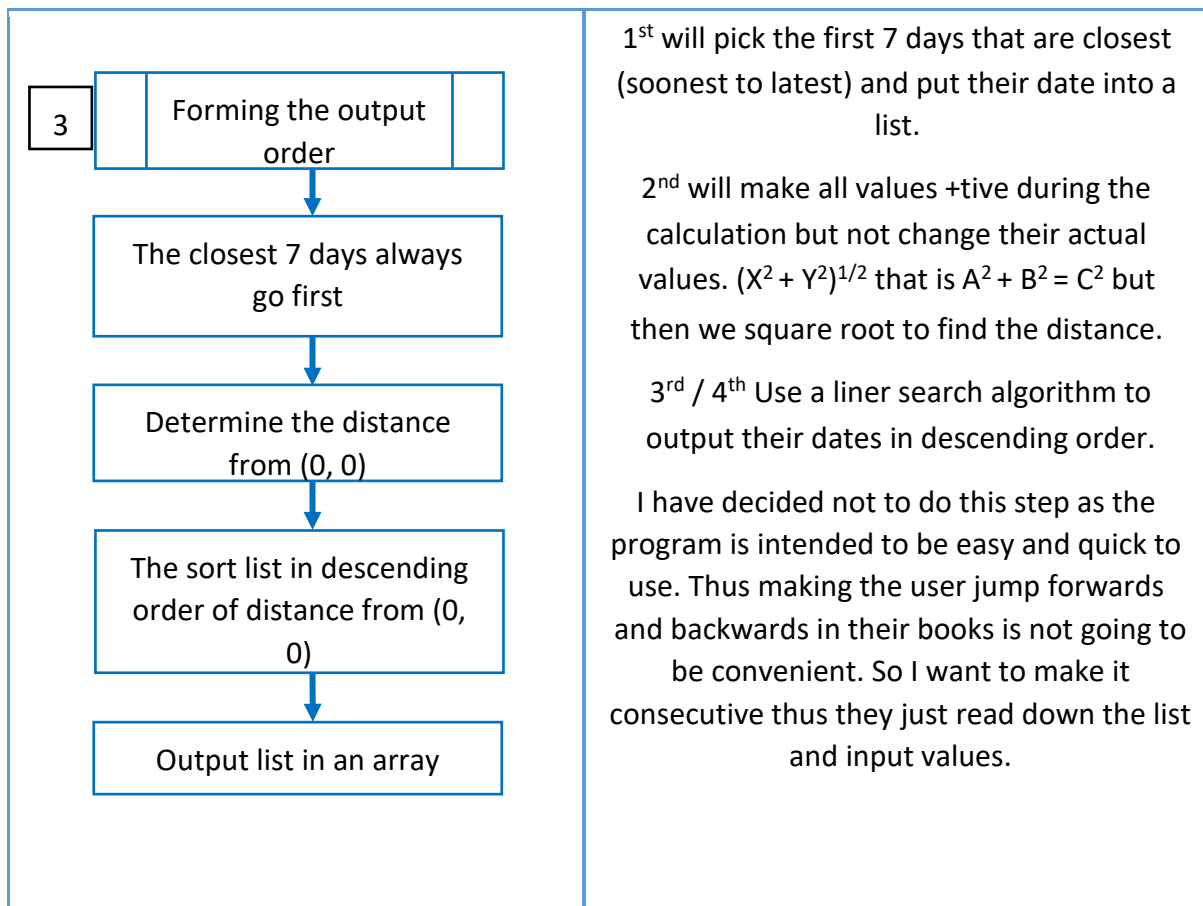 3
Forming the output
order
The closest 7 days always
go first
Determine the distance
from (0, 0)
The sort list in descending
order of distance from (0,
0)
Output list in an array
1st will pick the first 7 days that are closest
(soonest to latest) and put their date into a
list.
2nd will make all values +tive during the
calculation but not change their actual
values. (X² + Y²)¹/² that is A² + B² = C² but
then we square root to find the distance.
3rd / 4th Use a liner search algorithm to
output their dates in descending order.
I have decided not to do this step as the
program is intended to be easy and quick to
use. Thus making the user jump forwards
and backwards in their books is not going to
be convenient. So I want to make it
consecutive thus they just read down the list
and input values.